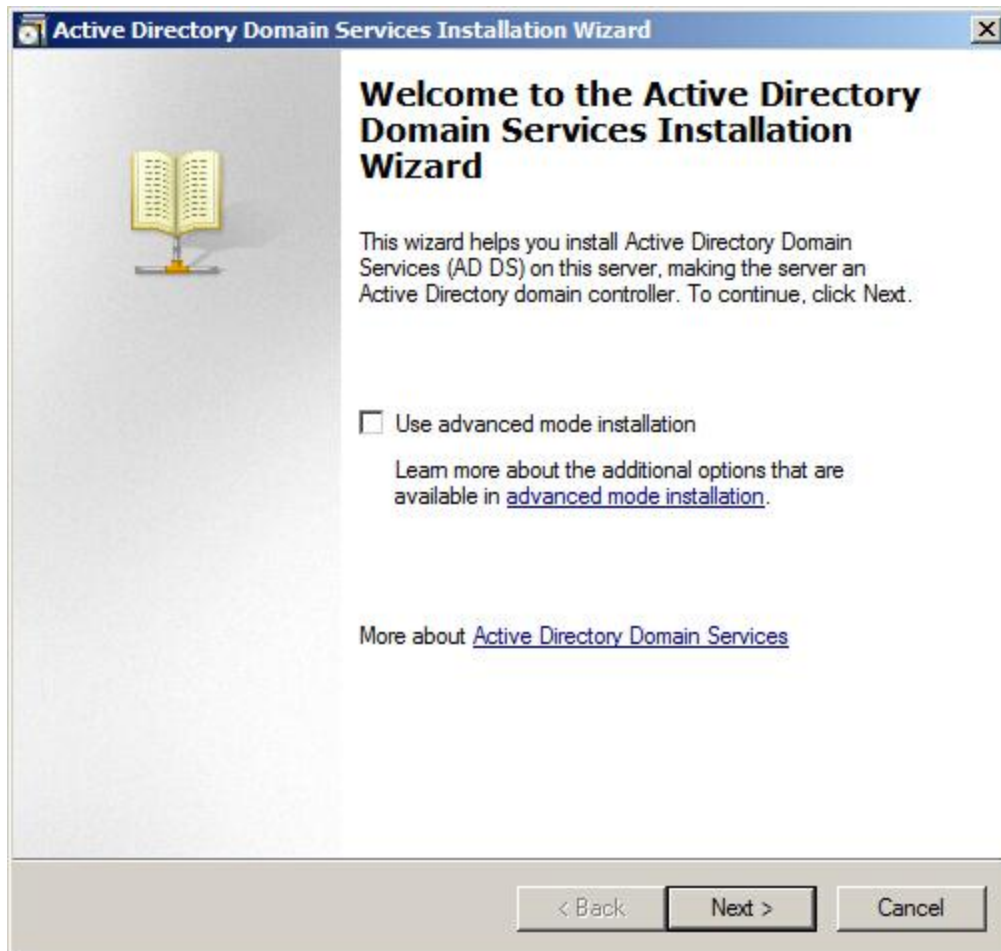 Active Directory Domain Services Installation Wizard
Welcome to the Active Directory
Domain Services Installation
Wizard
This wizard helps you install Active Directory Domain
Services (AD DS) on this server, making the server an
Active Directory domain controller. To continue, click Next.
Use advanced mode installation
Learn more about the additional options that are
available in advanced mode installation.
More about Active Directory Domain Services
< Back Next > Cancel